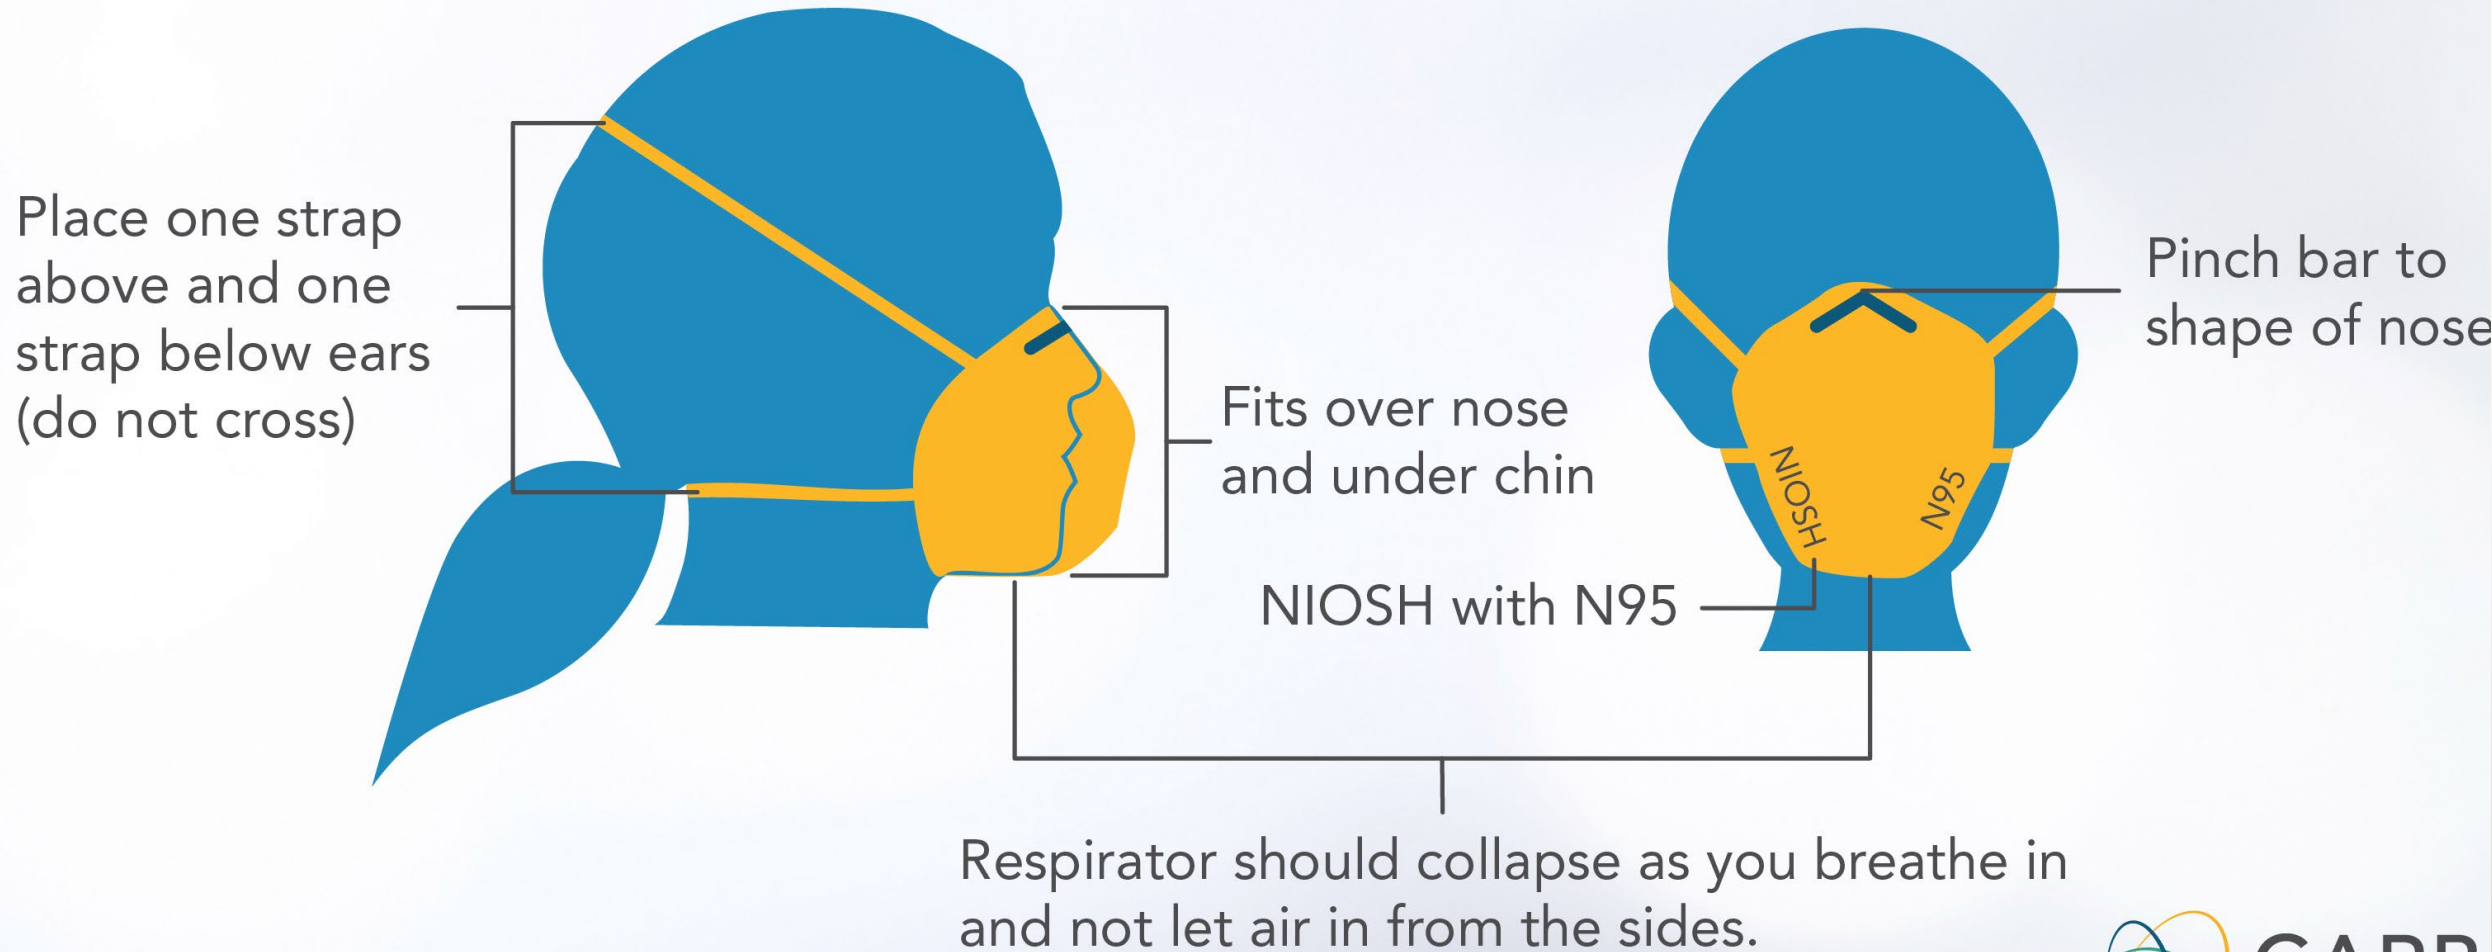 Place one strap
above and one
strap below ears
(do not cross)
Fits over nose
and under chin
NIOSH with N95
NIOSH
N95
Pinch bar to
shape of nose
Respirator should collapse as you breathe in
and not let air in from the sides.